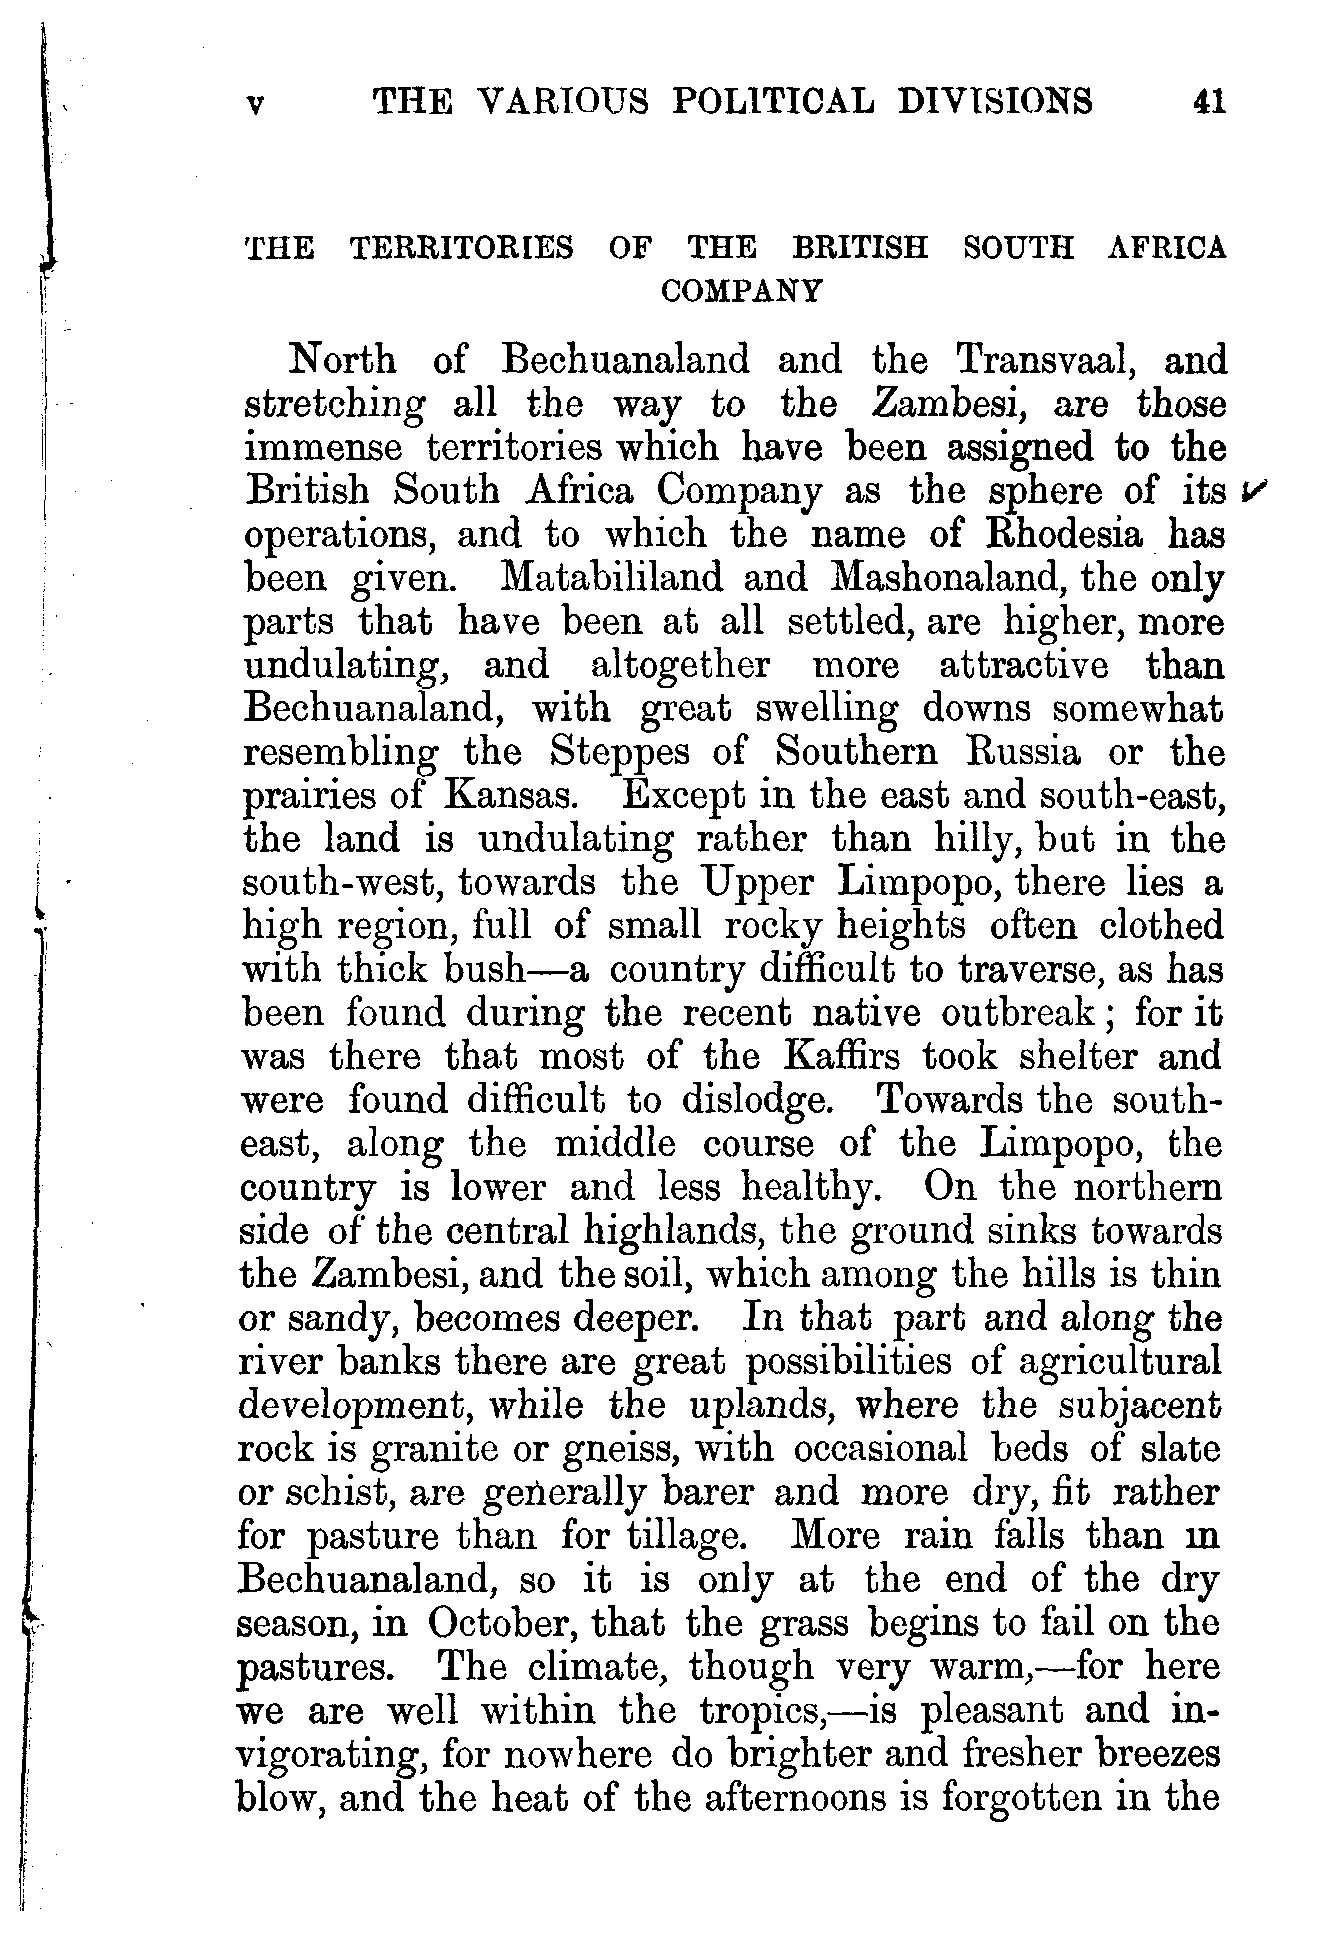 v THE VARIOUS POLITICAL DIVISIONS 41
THE TERRITORIES OF THE BRITISH SOUTH AFRICA
COMPANY
North of Bechuanaland and the Transvaal, and
stretching all the way to the Zambesi, are those
immense territories which have been assigned to the
British South Africa Company as the sphere of its
operations, and to which the name of Rhodesia has
been given. Matabililand and Mashonaland, the only
parts that have been at all settled, are higher, more
undulating, and altogether more attractive than
Bechuanaland, with great swelling downs somewhat
resembling the Steppes of Southern Russia or the
prairies of Kansas. Except in the east and south-east,
the land is undulating rather than hilly, but in the
south-west, towards the Upper Limpopo, there lies a
high region, full of small rocky heights often clothed
with thick bush—a country difficult to traverse, as has
been found during the recent native outbreak; for it
was there that most of the Kaffirs took shelter and
were found difficult to dislodge. Towards the south-
east, along the middle course of the Limpopo, the
country is lower and less healthy. On the northern
side of the central highlands, the ground sinks towards
the Zambesi, and the soil, which among the hills is thin
or sandy, becomes deeper. In that part and along the
river banks there are great possibilities of agricultural
development, while the uplands, where the subjacent
rock is granite or gneiss, with occasional beds of slate
or schist, are generally barer and more dry, fit rather
for pasture than for tillage. More rain falls than in
Bechuanaland, so it is only at the end of the dry
season, in October, that the grass begins to fail on the
pastures. The climate, though very warm,—for here
we are well within the tropics,—is pleasant and in-
vigorating, for nowhere do brighter and fresher breezes
blow, and the heat of the afternoons is forgotten in the